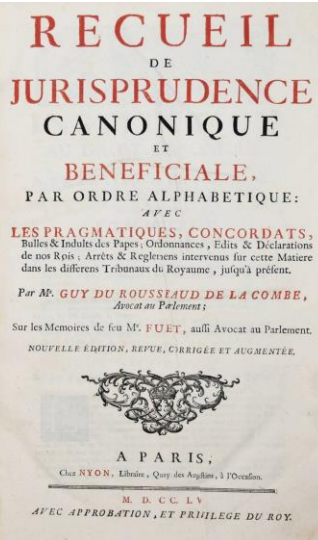 RECUEIL
DE
JURISPRUDENCE
CANONIQUE
ET
BENEFICIALE,
PAR ORDRE ALPHABETIQUE:
AVEC
LES PRAGMATIQUES, CONCORDATS,
Bulles & Indults des Papes; Ordonnances, Edits & Déclarations
de nos Rois; Arrêts & Reglemens intervenus sur cette Matiere
dans les differens Tribunaux du Royaume, jusqu'à présent.
Par Me. GUY DU ROUSSEAUD DE LA COMBE,
Avocat au Parlement;
Sur les Memoires de feu Me. FUET, aussi Avocat au Parlement.
NOUVELLE ÉDITION, REVUE, CORRIGÉE ET AUGMENTÉE.
A PARIS,
Chez NYON, Libraire, Quay des Augustins, à l'Occasion.
M. D. CC. LV
AVEC APPROBATION, ET PRIVILEGE DU ROY.